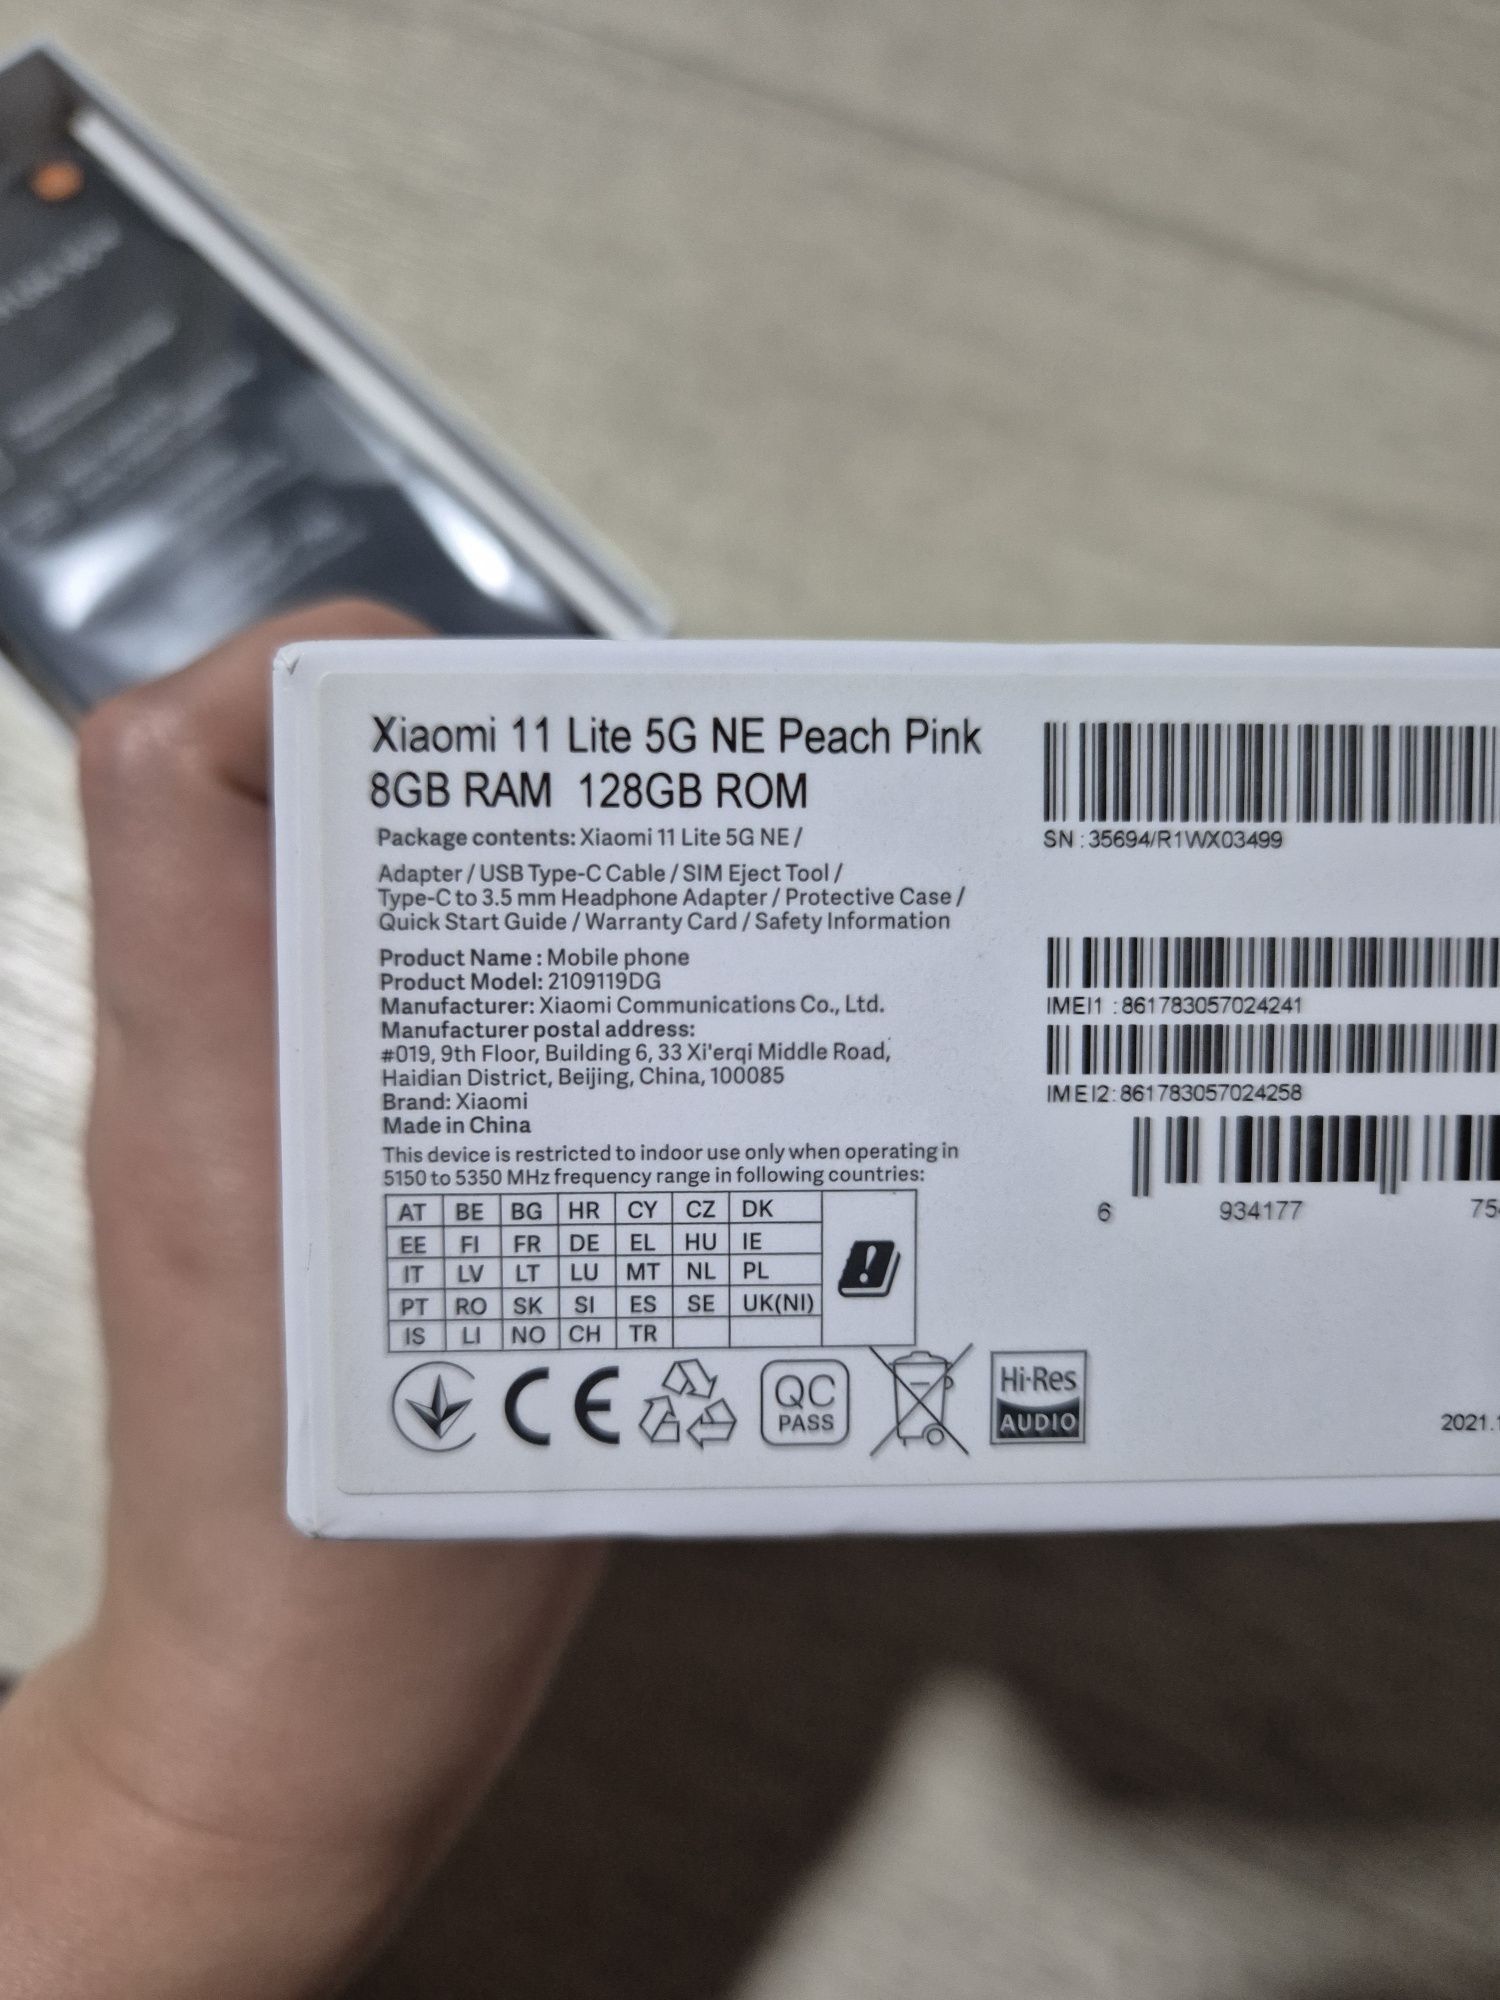 Xiaomi 11 Lite 5G NE Peach Pink
8GB RAM 128GB ROM
Package contents: Xiaomi 11 Lite 5G NE /
Adapter / USB Type-C Cable / SIM Eject Tool /
Type-C to 3.5 mm Headphone Adapter / Protective Case /
Quick Start Guide / Warranty Card / Safety Information
Product Name : Mobile phone
Product Model: 2109119DG
Manufacturer: Xiaomi Communications Co., Ltd.
Manufacturer postal address:
#019, 9th Floor, Building 6, 33 Xi'erqi Middle Road,
Haidian District, Beijing, China, 100085
Brand: Xiaomi
Made in China
This device is restricted to indoor use only when operating in
5150 to 5350 MHz frequency range in following countries:
AT BE BG HR CY CZ DK
EE FI FR DE EL HU IE
IT LV LT LU MT NL PL
PT RO SK SI ES SE UK(NI)
IS LI NO CH TR
CE
QC
PASS
Hi-Res
AUDIO
SN : 35694/R1WX03499
IMEI1 : 861783057024241
IMEI2: 861783057024258
6 934177 75
2021.1